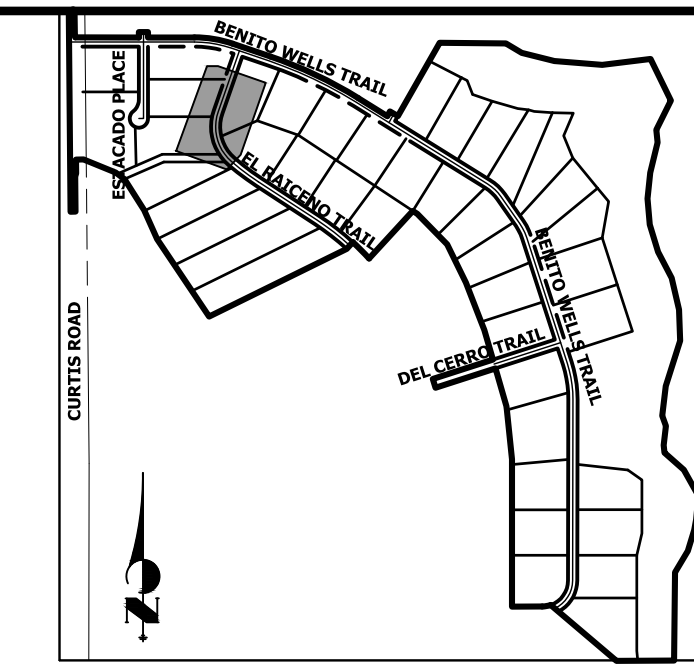 BENITO WELLS TRAIL
ESTACADO PLACE
EL RAICENO TRAIL
BENITO WELLS TRAIL
DEL CERRO TRAIL
CURTIS ROAD
N